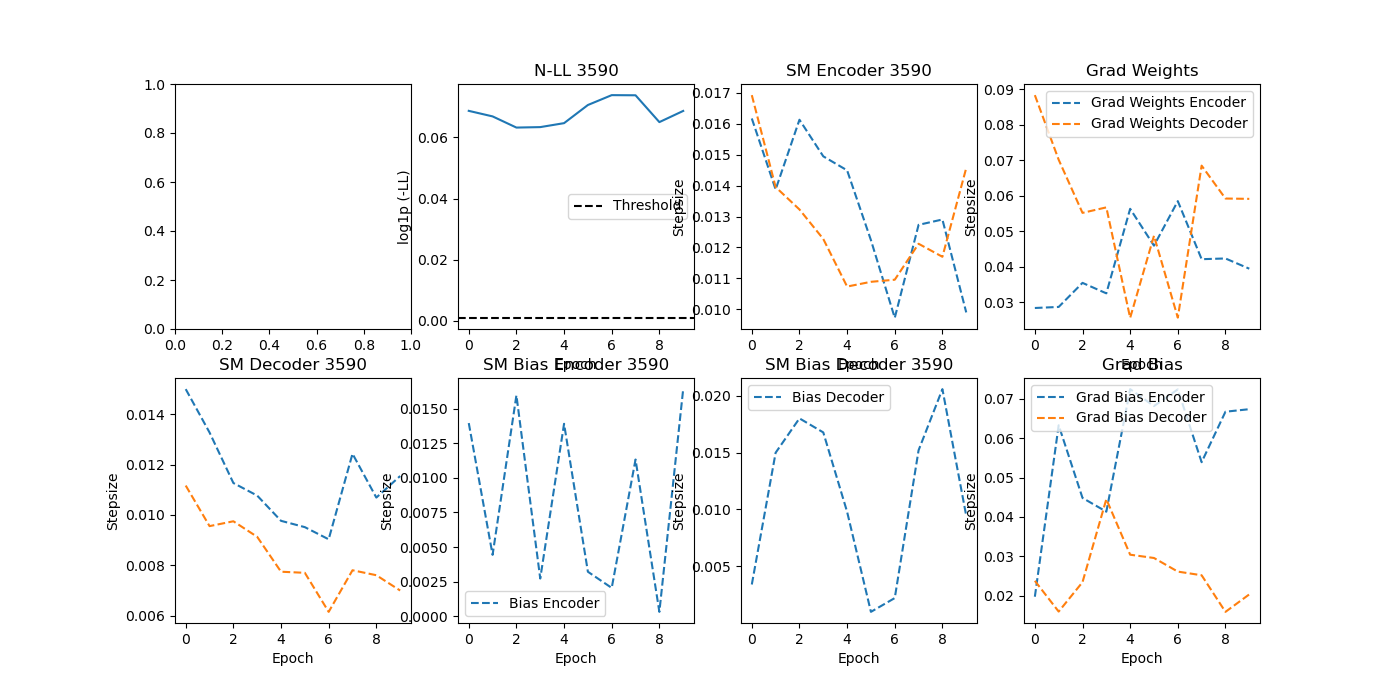 N-LL 3590
SM Encoder 3590
Grad Weights
1.0
0.8
0.6
0.4
0.2
0.0
0.0 0.2 0.4 0.6 0.8 1.0
log1p (-LL)
0.06
0.04
0.02
0.00
Threshold
0 2 4 6 8
Epoch
Stepsize
0.017
0.016
0.015
0.014
0.013
0.012
0.011
0.010
0 2 4 6 8
Epoch
Stepsize
0.09
0.08
0.07
0.06
0.05
0.04
0.03
Grad Weights Encoder
Grad Weights Decoder
0 2 4 6 8
Epoch
SM Decoder 3590
SM Bias Encoder 3590
SM Bias Decoder 3590
Grad Bias
Stepsize
0.014
0.012
0.010
0.008
0.006
0 2 4 6 8
Epoch
Stepsize
0.0150
0.0125
0.0100
0.0075
0.0050
0.0025
0.0000
Bias Encoder
0 2 4 6 8
Epoch
Stepsize
0.020
0.015
0.010
0.005
Bias Decoder
0 2 4 6 8
Epoch
Stepsize
0.07
0.06
0.05
0.04
0.03
0.02
Grad Bias Encoder
Grad Bias Decoder
0 2 4 6 8
Epoch